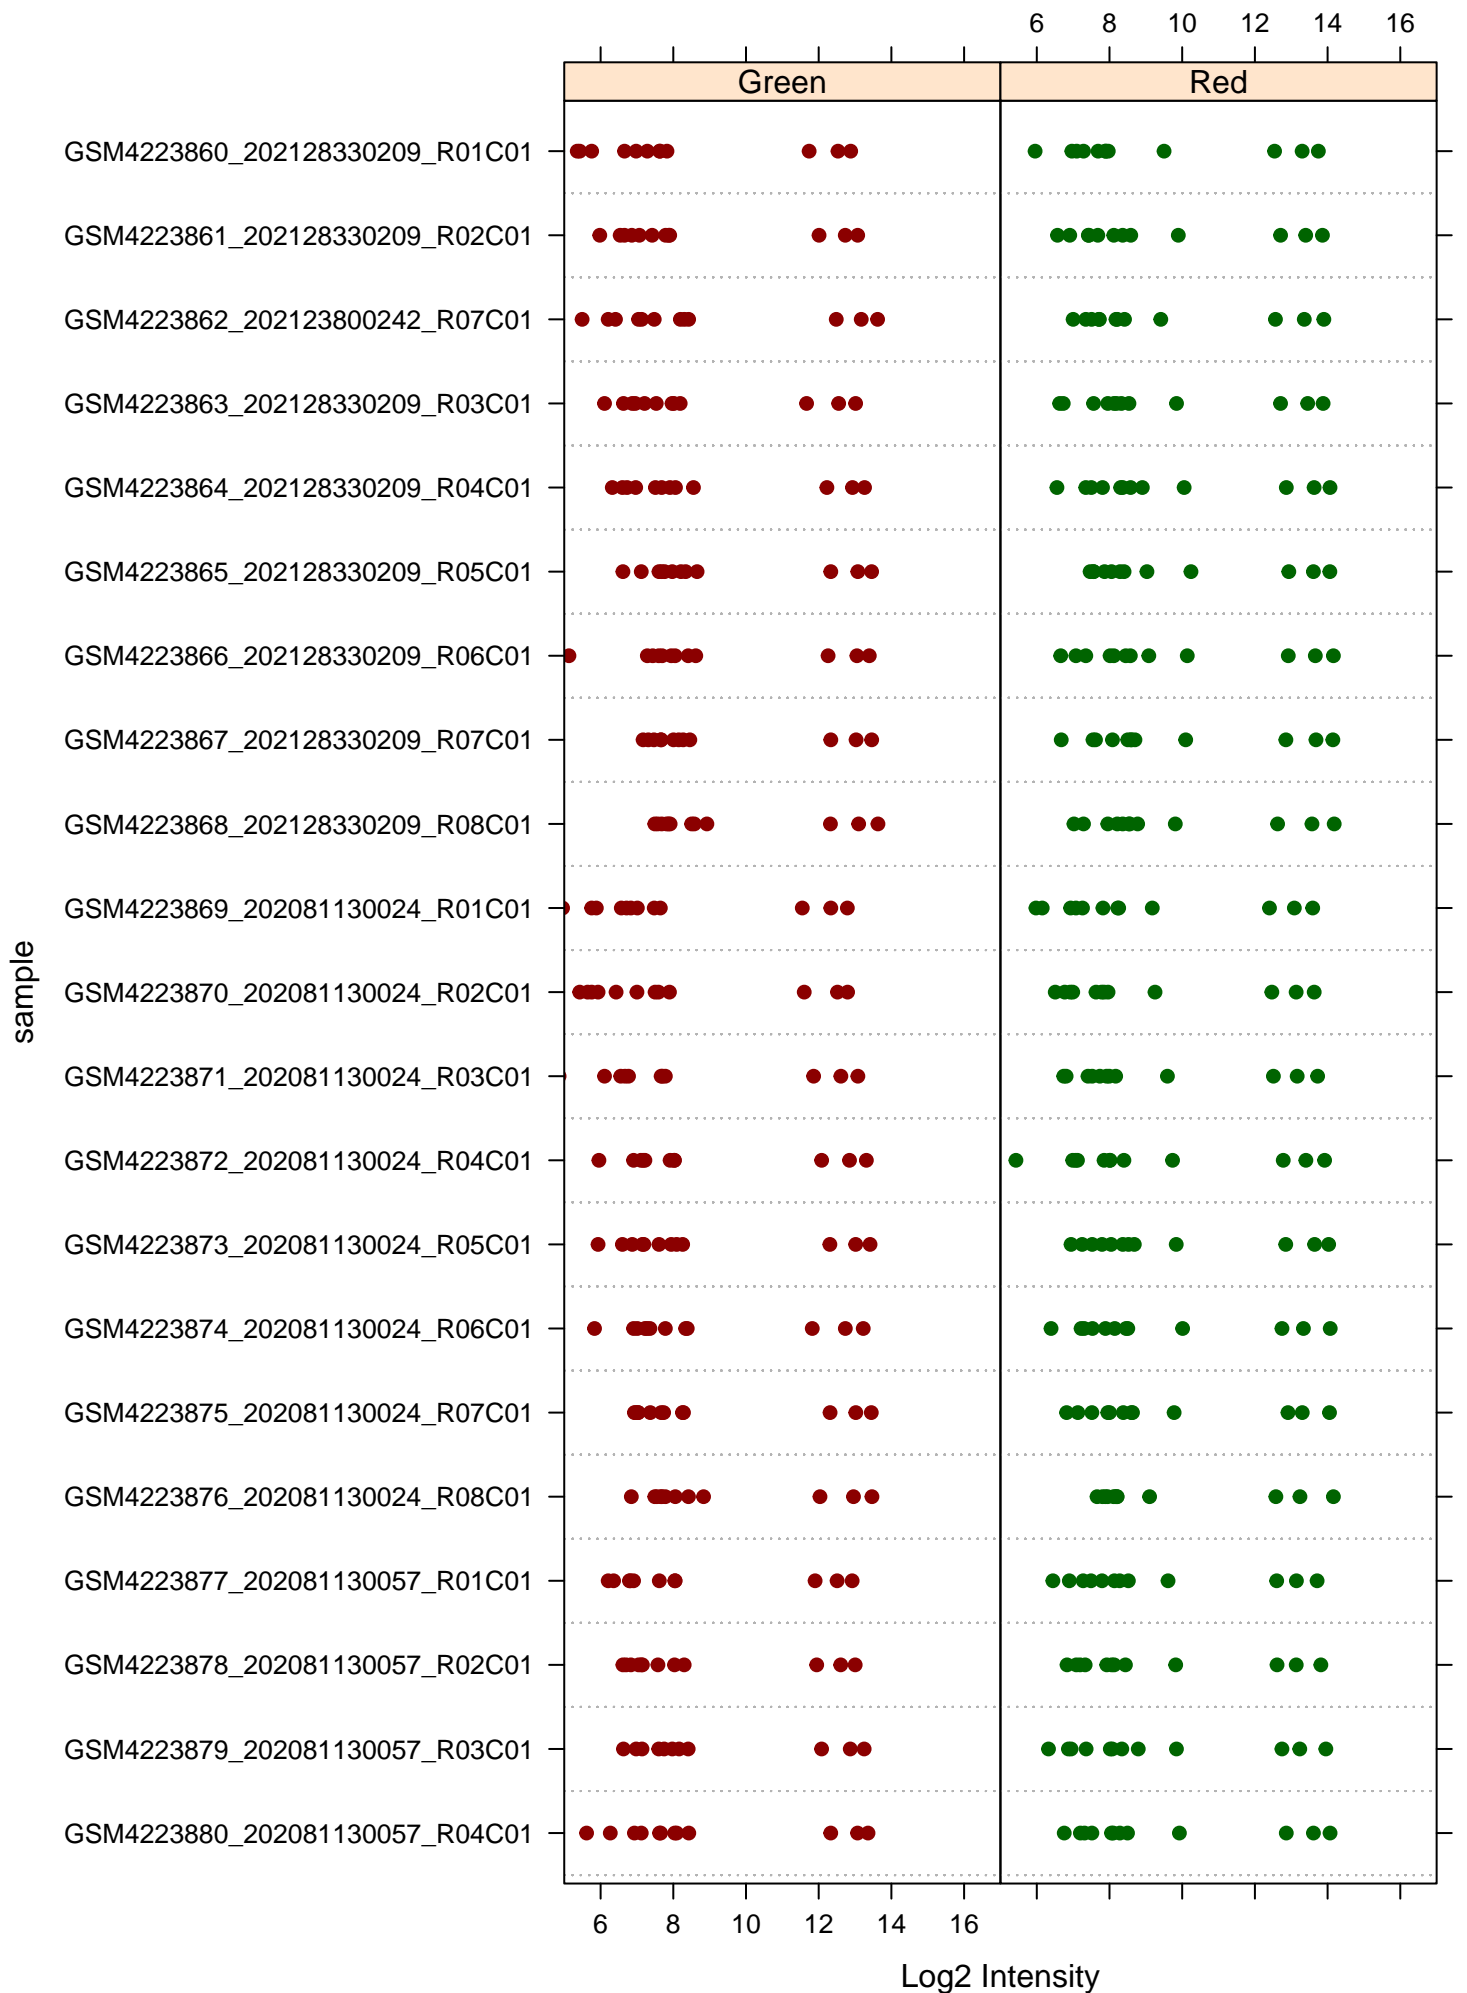 6 8 10 12 14 16
Green Red
GSM4223860_202128330209_R01C01
GSM4223861_202128330209_R02C01
GSM4223862_202123800242_R07C01
GSM4223863_202128330209_R03C01
GSM4223864_202128330209_R04C01
GSM4223865_202128330209_R05C01
GSM4223866_202128330209_R06C01
GSM4223867_202128330209_R07C01
GSM4223868_202128330209_R08C01
GSM4223869_202081130024_R01C01
GSM4223870_202081130024_R02C01
GSM4223871_202081130024_R03C01
GSM4223872_202081130024_R04C01
GSM4223873_202081130024_R05C01
GSM4223874_202081130024_R06C01
GSM4223875_202081130024_R07C01
GSM4223876_202081130024_R08C01
GSM4223877_202081130057_R01C01
GSM4223878_202081130057_R02C01
GSM4223879_202081130057_R03C01
GSM4223880_202081130057_R04C01
sample
6 8 10 12 14 16
Log2 Intensity